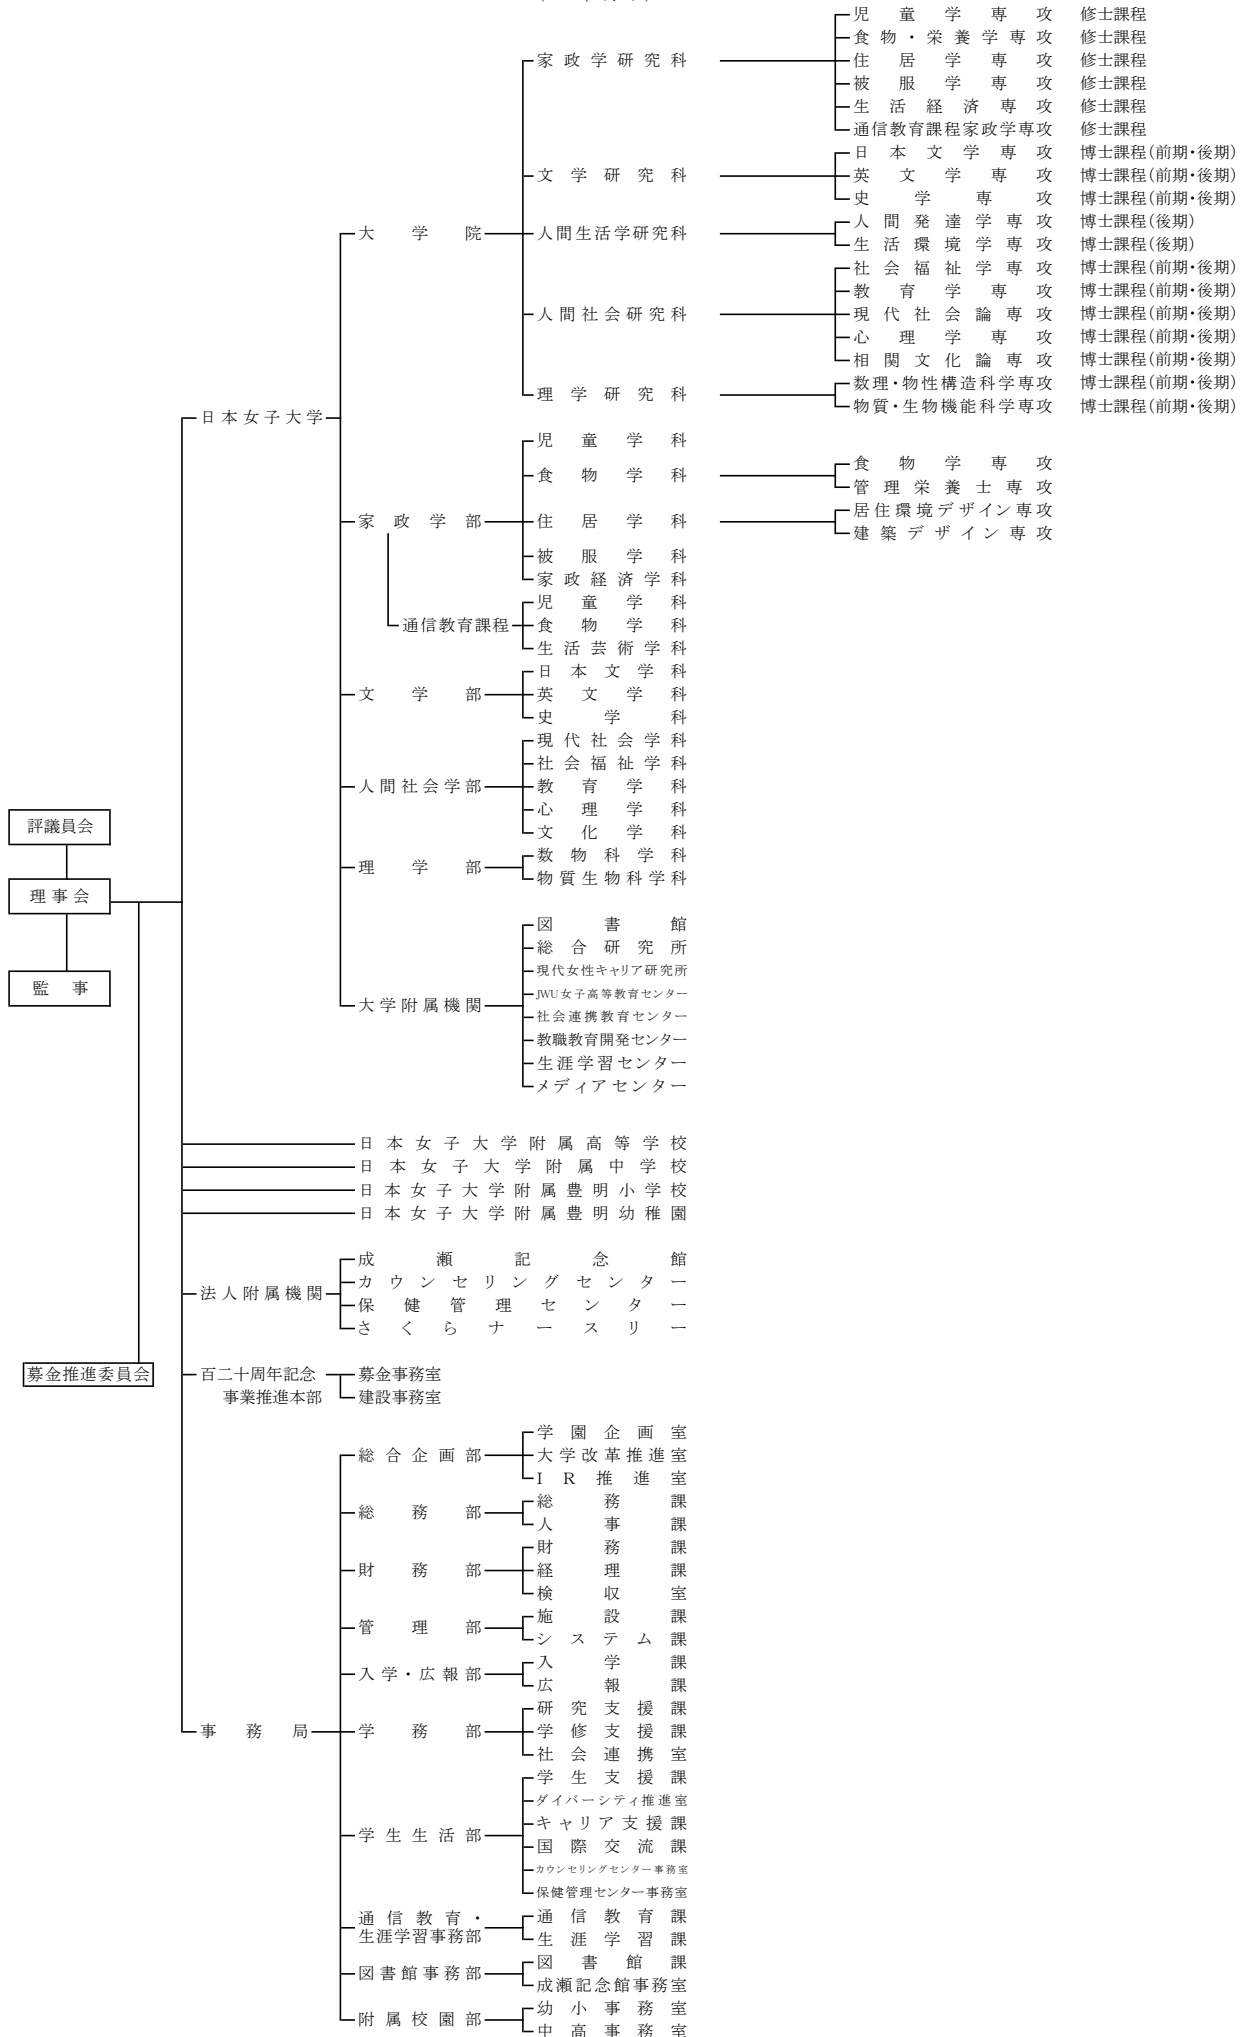 児童学専攻 修士課程
食物・栄養学専攻 修士課程
家政学研究科 住居学専攻 修士課程
被服学専攻 修士課程
生活経済専攻 修士課程
通信教育課程家政学専攻 修士課程
日本文学専攻 博士課程(前期・後期)
文学研究科 英文学専攻 博士課程(前期・後期)
史学専攻 博士課程(前期・後期)
人間発達学専攻 博士課程(後期)
大学院 人間生活学研究科
生活環境学専攻 博士課程(後期)
社会福祉学専攻 博士課程(前期・後期)
教育学専攻 博士課程(前期・後期)
人間社会研究科 現代社会論専攻 博士課程(前期・後期)
心理学専攻 博士課程(前期・後期)
相関文化論専攻 博士課程(前期・後期)
数理・物性構造科学専攻 博士課程(前期・後期)
理学研究科
物質・生物機能科学専攻 博士課程(前期・後期)
日本女子大学
児童学科
食物学専攻
食物学科
管理栄養士専攻
居住環境デザイン専攻
家政学部 住居学科
建築デザイン専攻
被服学科
家政経済学科
児童学科
通信教育課程 食物学科
生活芸術学科
日本文学科
文学部 英文学科
史学科
現代社会学科
社会福祉学科
人間社会学部 教育学科
心理学科
文化学科
評議員会
数物科学科
理学部
物質生物科学科
理事会
図書館
総合研究所
現代女性キャリア研究所
監事
JWU女子高等教育センター
大学附属機関
社会連携教育センター
教職教育開発センター
生涯学習センター
メディアセンター
日本女子大学附属高等学校
日本女子大学附属中学校
日本女子大学附属豊明小学校
日本女子大学附属豊明幼稚園
成瀬記念館
カウンセリングセンター
法人附属機関
保健管理センター
さくらナースリー
募金推進委員会
百二十周年記念 募金事務室
事業推進本部 建設事務室
学園企画室
総合企画部 大学改革推進室
IR推進室
総務課
総務部
人事課
財務課
財務部 経理課
検収室
施設課
管理部
システム課
入学課
入学・広報部
広報課
研究支援課
事務局 学務部 学修支援課
社会連携室
学生支援課
ダイバーシティ推進室
キャリア支援課
学生生活部
国際交流課
カウンセリングセンター事務室
保健管理センター事務室
通信教育・ 通信教育課
生涯学習事務部 生涯学習課
図書館課
図書館事務部
成瀬記念館事務室
幼小事務室
附属校園部
中高事務室